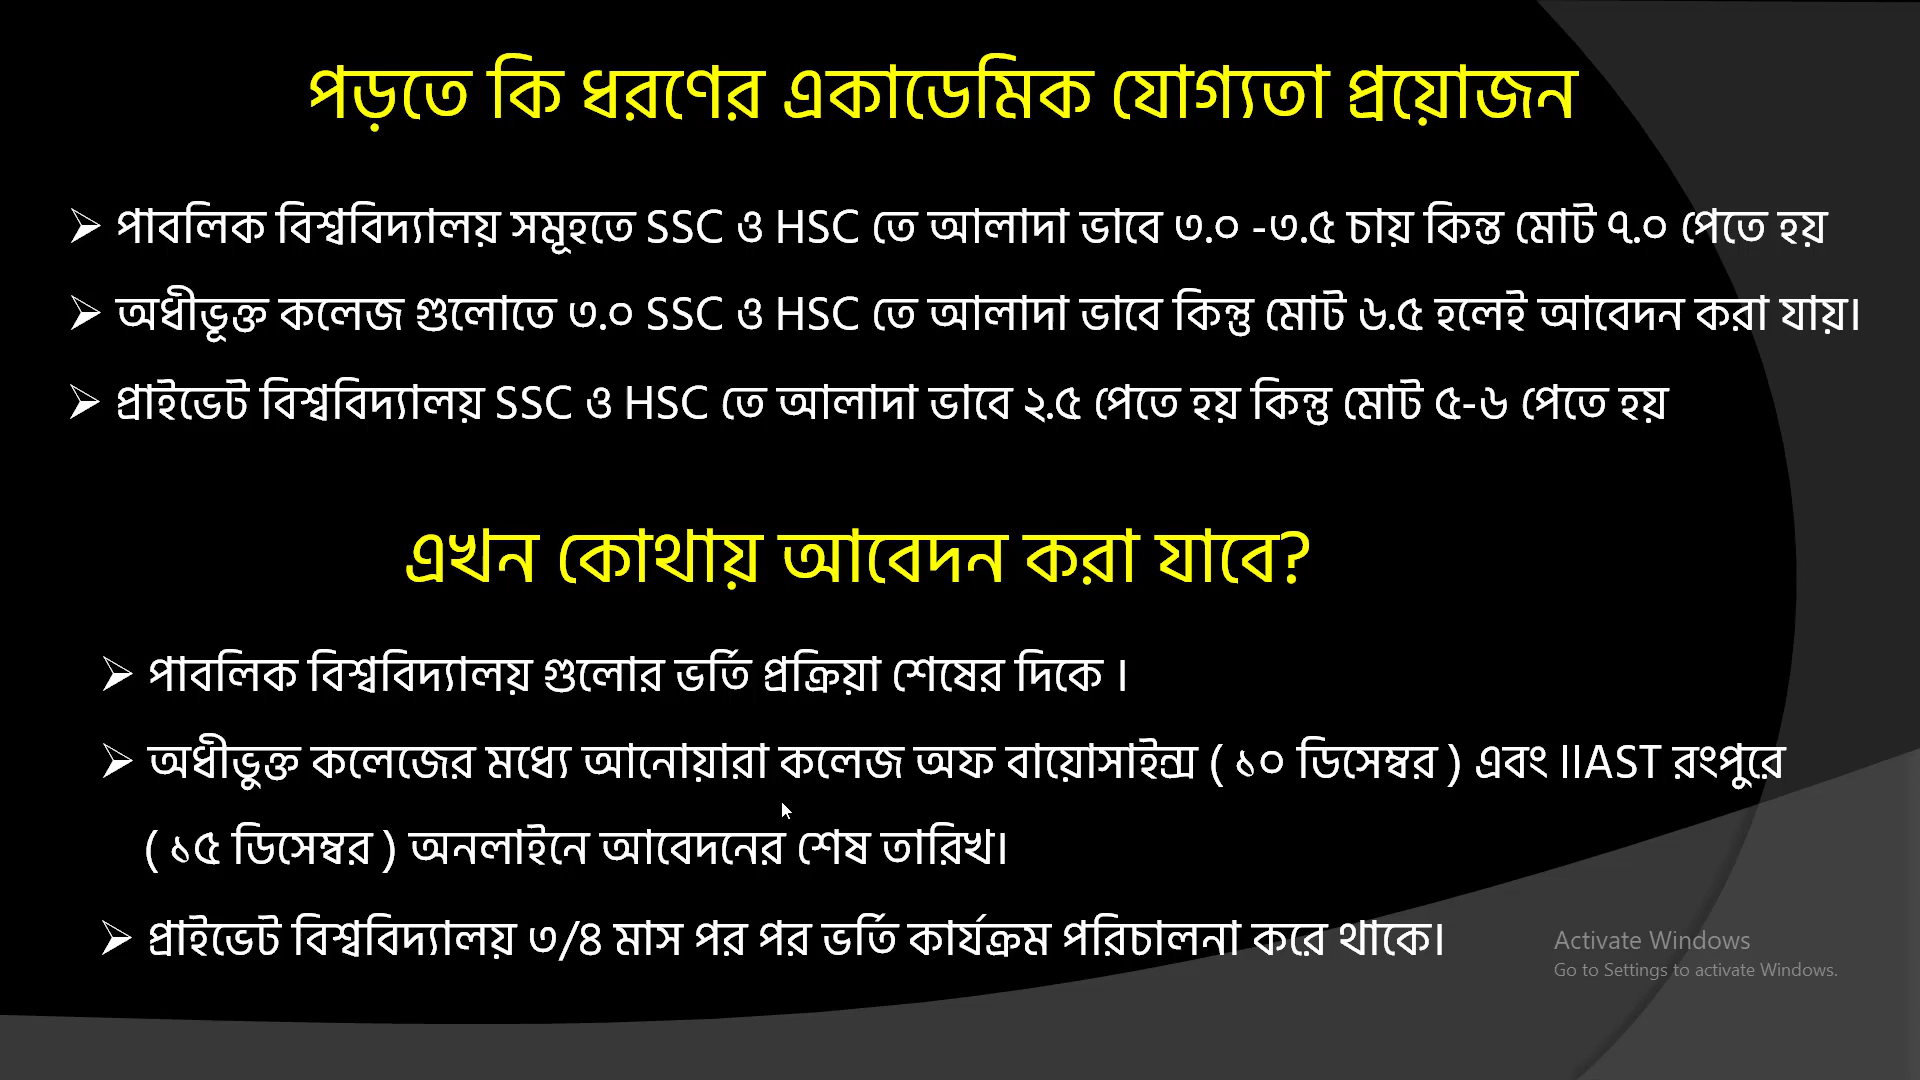 পড়তে কি ধরণের একাডেমিক যোগ্যতা প্রয়োজন
➢ পাবলিক বিশ্ববিদ্যালয় সমূহতে SSC ও HSC তে আলাদা ভাবে ৩.০ -৩.৫ চায় কিন্ত মোট ৭.০ পেতে হয়
➢ অধীভূক্ত কলেজ গুলোতে ৩.০ SSC ও HSC তে আলাদা ভাবে কিন্তু মোট ৬.৫ হলেই আবেদন করা যায়।
➢ প্রাইভেট বিশ্ববিদ্যালয় SSC ও HSC তে আলাদা ভাবে ২.৫ পেতে হয় কিন্তু মোট ৫-৬ পেতে হয়
এখন কোথায় আবেদন করা যাবে?
➢ পাবলিক বিশ্ববিদ্যালয় গুলোর ভর্তি প্রক্রিয়া শেষের দিকে ।
➢ অধীভুক্ত কলেজের মধ্যে আনোয়ারা কলেজ অফ বায়োসাইন্স ( ১০ ডিসেম্বর ) এবং IIAST রংপুরে
( ১৫ ডিসেম্বর ) অনলাইনে আবেদনের শেষ তারিখ।
➢ প্রাইভেট বিশ্ববিদ্যালয় ৩/৪ মাস পর পর ভর্তি কার্যক্রম পরিচালনা করে থাকে।
Activate Windows
Go to Settings to activate Windows.